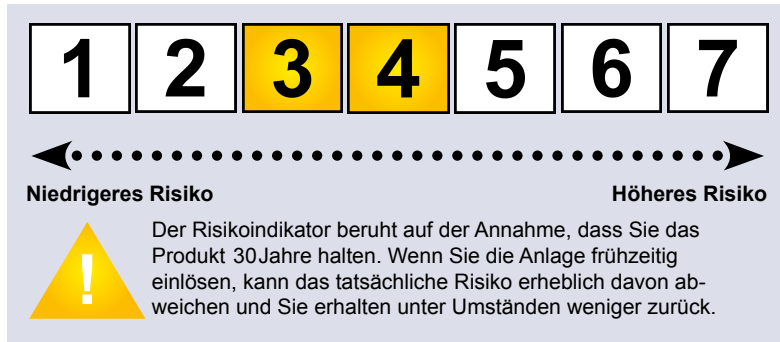 1 2 3 4 5 6 7
Niedrigeres Risiko Höheres Risiko
! Der Risikoindikator beruht auf der Annahme, dass Sie das
Produkt 30 Jahre halten. Wenn Sie die Anlage frühzeitig
einlösen, kann das tatsächliche Risiko erheblich davon ab-
weichen und Sie erhalten unter Umständen weniger zurück.